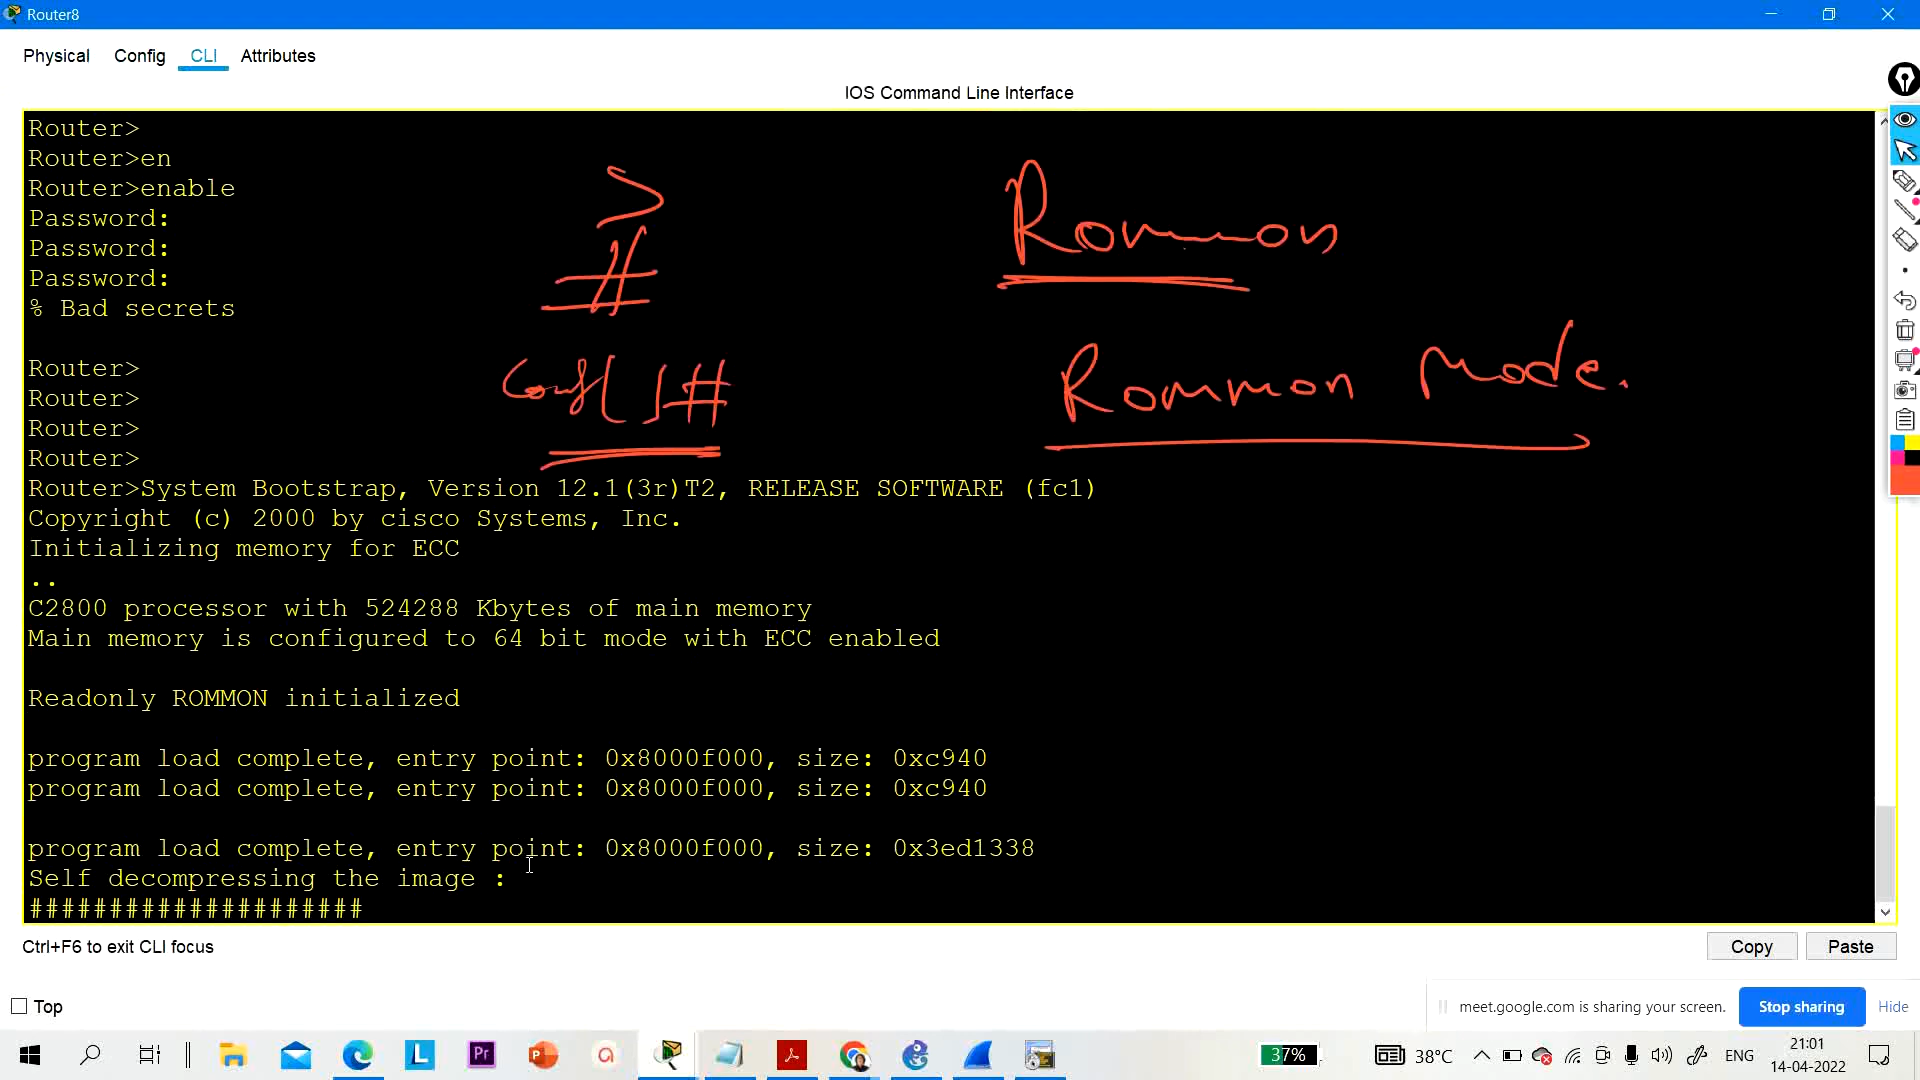 Router8
Physical Config CLI Attributes
IOS Command Line Interface
Router>
Router>en
Router>enable
Password:
Password:
Password:
% Bad secrets
Router>
Router>
Router>
Router>
Router>System Bootstrap, Version 12.1(3r)T2, RELEASE SOFTWARE (fc1)
Copyright (c) 2000 by cisco Systems, Inc.
Initializing memory for ECC
..
C2800 processor with 524288 Kbytes of main memory
Main memory is configured to 64 bit mode with ECC enabled
Readonly ROMMON initialized
program load complete, entry point: 0x8000f000, size: 0xc940
program load complete, entry point: 0x8000f000, size: 0xc940
program load complete, entry point: 0x8000f000, size: 0x3ed1338
Self decompressing the image :
#####################
>
#
Conf( )#
Rommon
Rommon Mode.
Ctrl+F6 to exit CLI focus
Copy Paste
Top
meet.google.com is sharing your screen. Stop sharing Hide
L Pr P 37% 38°C ENG 21:01
14-04-2022